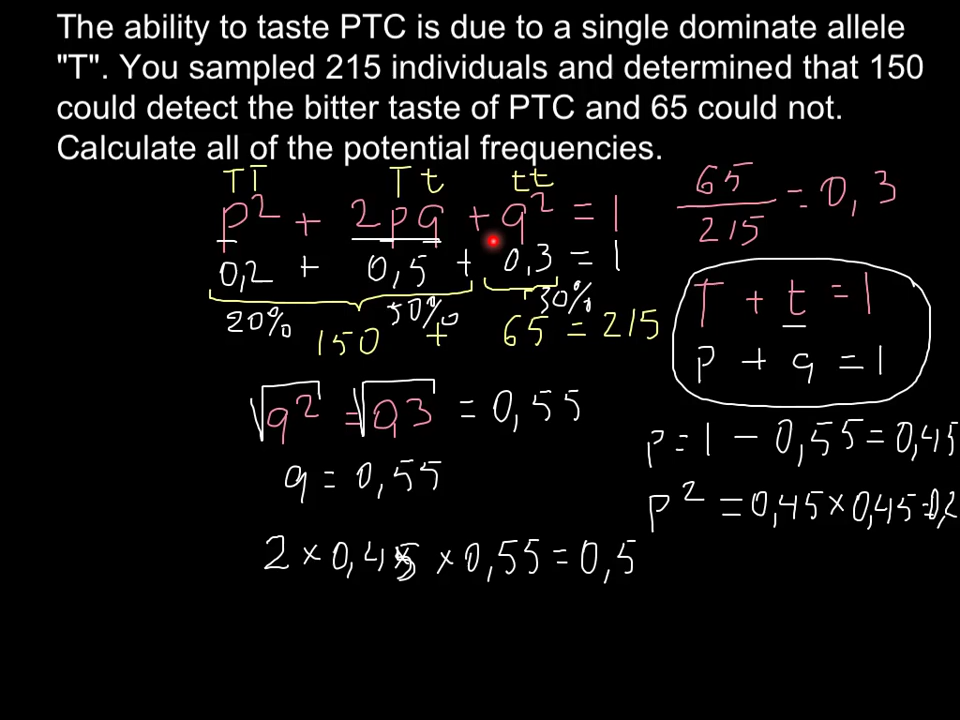 The ability to taste PTC is due to a single dominate allele
"T". You sampled 215 individuals and determined that 150
could detect the bitter taste of PTC and 65 could not.
Calculate all of the potential frequencies.
TT Tt tt
p² + 2pq + q² = 1
65/215 = 0,3
0,2 + 0,5 + 0,3 = 1
20% 50% 30%
150 + 65 = 215
T + t = 1
p + q = 1
√q² = √0,3 = 0,55
q = 0,55
p = 1 - 0,55 = 0,45
p² = 0,45 × 0,45 = 0,2
2 × 0,45 × 0,55 = 0,5